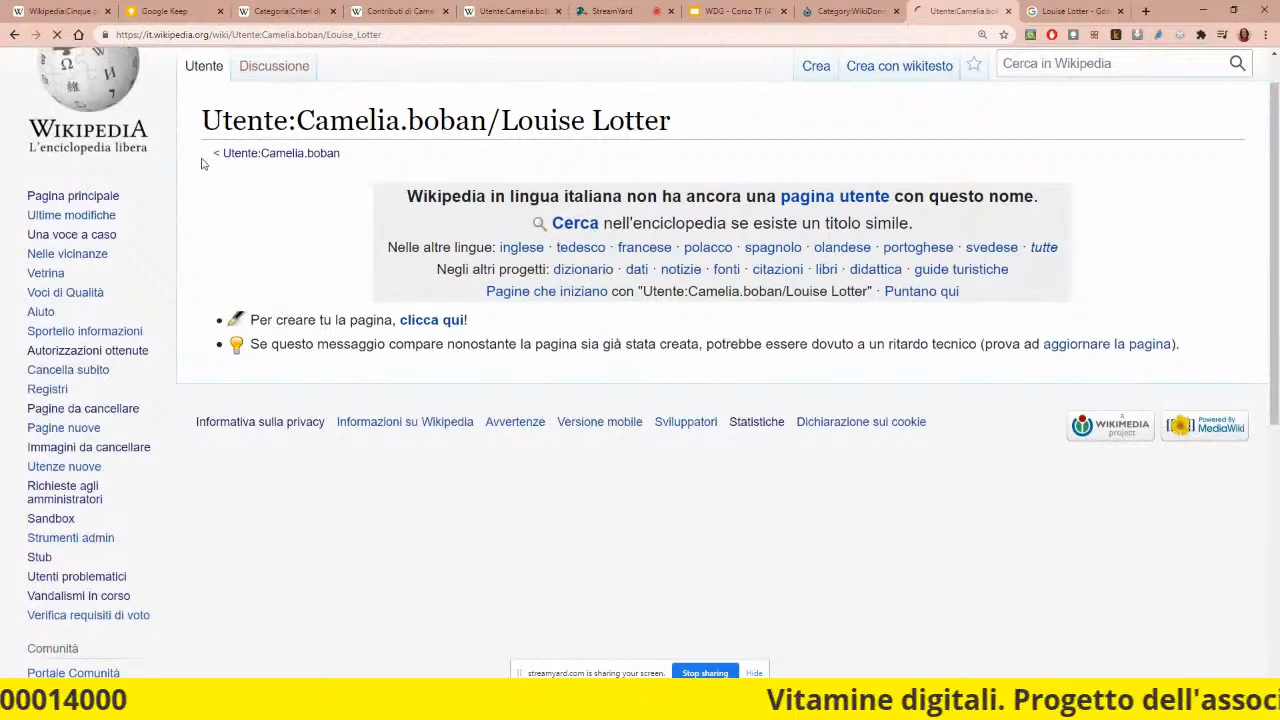 Wikipedia:Cinque c
Google Keep
Categoria:Criteri di
Contributi di Came
Utente:Camelia.bob
StreamYard
WDG - Corso TF (4°
Category:WikiDon
Utente:Camelia.bob
Louise Lotter - Goo
https://it.wikipedia.org/wiki/Utente:Camelia.boban/Louise_Lotter
Utente
Discussione
Crea
Crea con wikitesto
Cerca in Wikipedia
WIKIPEDIA
L'enciclopedia libera
Utente:Camelia.boban/Louise Lotter
< Utente:Camelia.boban
Wikipedia in lingua italiana non ha ancora una pagina utente con questo nome.
Cerca nell'enciclopedia se esiste un titolo simile.
Nelle altre lingue: inglese · tedesco · francese · polacco · spagnolo · olandese · portoghese · svedese · tutte
Negli altri progetti: dizionario · dati · notizie · fonti · citazioni · libri · didattica · guide turistiche
Pagine che iniziano con "Utente:Camelia.boban/Louise Lotter" · Puntano qui
• Per creare tu la pagina, clicca qui!
• Se questo messaggio compare nonostante la pagina sia già stata creata, potrebbe essere dovuto a un ritardo tecnico (prova ad aggiornare la pagina).
Pagina principale
Ultime modifiche
Una voce a caso
Nelle vicinanze
Vetrina
Voci di Qualità
Aiuto
Sportello informazioni
Autorizzazioni ottenute
Cancella subito
Registri
Pagine da cancellare
Pagine nuove
Immagini da cancellare
Utenze nuove
Richieste agli
amministratori
Sandbox
Strumenti admin
Stub
Utenti problematici
Vandalismi in corso
Verifica requisiti di voto
Comunità
Portale Comunità
Informativa sulla privacy
Informazioni su Wikipedia
Avvertenze
Versione mobile
Sviluppatori
Statistiche
Dichiarazione sui cookie
a
WIKIMEDIA
project
Powered By
MediaWiki
streamyard.com is sharing your screen.
Stop sharing
Hide
00014000
Vitamine digitali. Progetto dell'associ